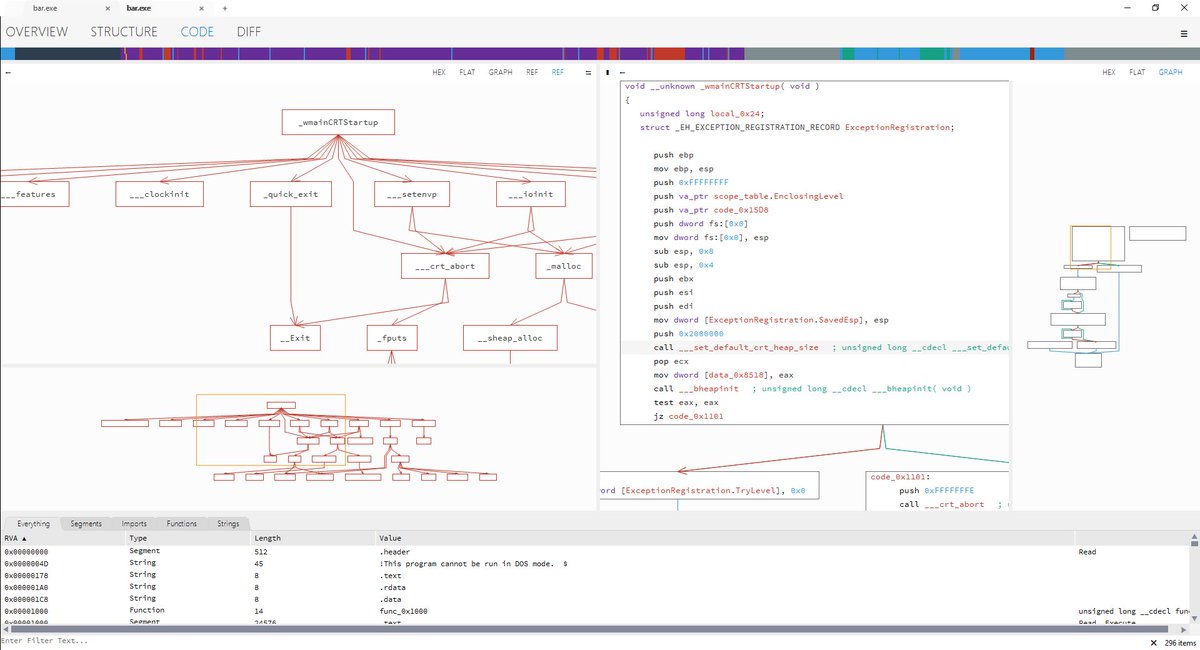 bar.exe
bar.exe
OVERVIEW STRUCTURE CODE DIFF
HEX FLAT GRAPH REF REF
_wmainCRTStartup
___features ___clockinit _quick_exit ___setenvp ___ioinit
___crt_abort _malloc
__Exit _fputs __sheap_alloc
HEX FLAT GRAPH
void __unknown _wmainCRTStartup( void )
{
unsigned long local_0x24;
struct _EH_EXCEPTION_REGISTRATION_RECORD ExceptionRegistration;
push ebp
mov ebp, esp
push 0xFFFFFFFF
push va_ptr scope_table.EnclosingLevel
push va_ptr code_0x15D8
push dword fs:[0x0]
mov dword fs:[0x0], esp
sub esp, 0x8
sub esp, 0x4
push ebx
push esi
push edi
mov dword [ExceptionRegistration.SavedEsp], esp
push 0x2000000
call ___set_default_crt_heap_size ; unsigned long __cdecl ___set_defau
pop ecx
mov dword [data_0x8518], eax
call ___bheapinit ; unsigned long __cdecl ___bheapinit( void )
test eax, eax
jz code_0x1101
ord [ExceptionRegistration.TryLevel], 0x0
code_0x1101:
push 0xFFFFFFFE
call ___crt_abort ;
Everything Segments Imports Functions Strings
RVA ▲ Type Length Value
0x00000000 Segment 512 .header Read
0x0000004D String 45 !This program cannot be run in DOS mode. $
0x00000178 String 8 .text
0x000001A0 String 8 .rdata
0x000001C8 String 8 .data
0x00001000 Function 14 func_0x1000 unsigned long __cdecl func
0x00001000 Segment 24576 .text Read, Execute
Enter Filter Text...
296 items